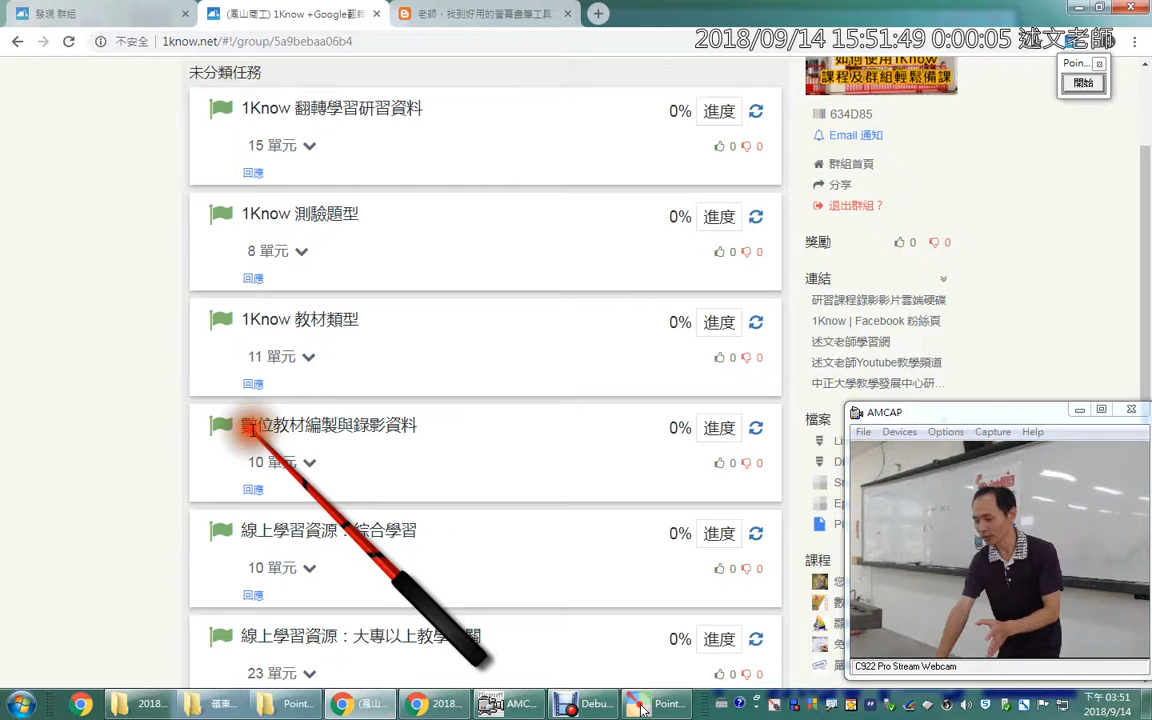 發現 群組
(鳳山商工) 1Know +Google翻
老師，找到好用的螢幕畫筆工具
不安全
1know.net/#!/group/5a9bebaa06b4
2018/09/14 15:51:49 0:00:05 述文老師
Poin...
開始
未分類任務
如何使用1Know
課程及群組輕鬆備課
1Know 翻轉學習研習資料
0% 進度
15 單元
0 0
回應
1Know 測驗題型
0% 進度
8 單元
0 0
回應
1Know 教材類型
0% 進度
11 單元
0 0
回應
數位教材編製與錄影資料
0% 進度
10 單元
0 0
回應
線上學習資源：綜合學習
0% 進度
10 單元
0 0
回應
線上學習資源：大專以上教學
0% 進度
23 單元
0 0
634D85
Email 通知
群組首頁
分享
退出群組？
獎勵
0 0
連結
研習課程錄影影片雲端硬碟
1Know | Facebook 粉絲頁
述文老師學習網
述文老師Youtube教學頻道
中正大學教學發展中心研...
檔案
課程
AMCAP
File Devices Options Capture Help
C922 Pro Stream Webcam
2018...
Point...
(鳳山...
2018...
AMC...
Debu...
Point...
下午 03:51
2018/9/14